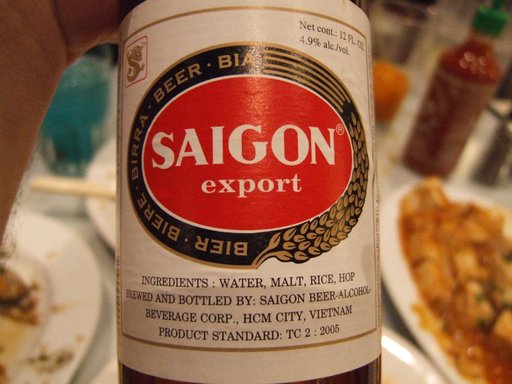 Net cont.: 12 FL. OZ.
4.9% alc./vol.
BIER · BIERE · BIRRA · BEER · BIA
SAIGON®
export
INGREDIENTS : WATER, MALT, RICE, HOP
BREWED AND BOTTLED BY: SAIGON BEER-ALCOHOL-
BEVERAGE CORP., HCM CITY, VIETNAM
PRODUCT STANDARD: TC 2 : 2005